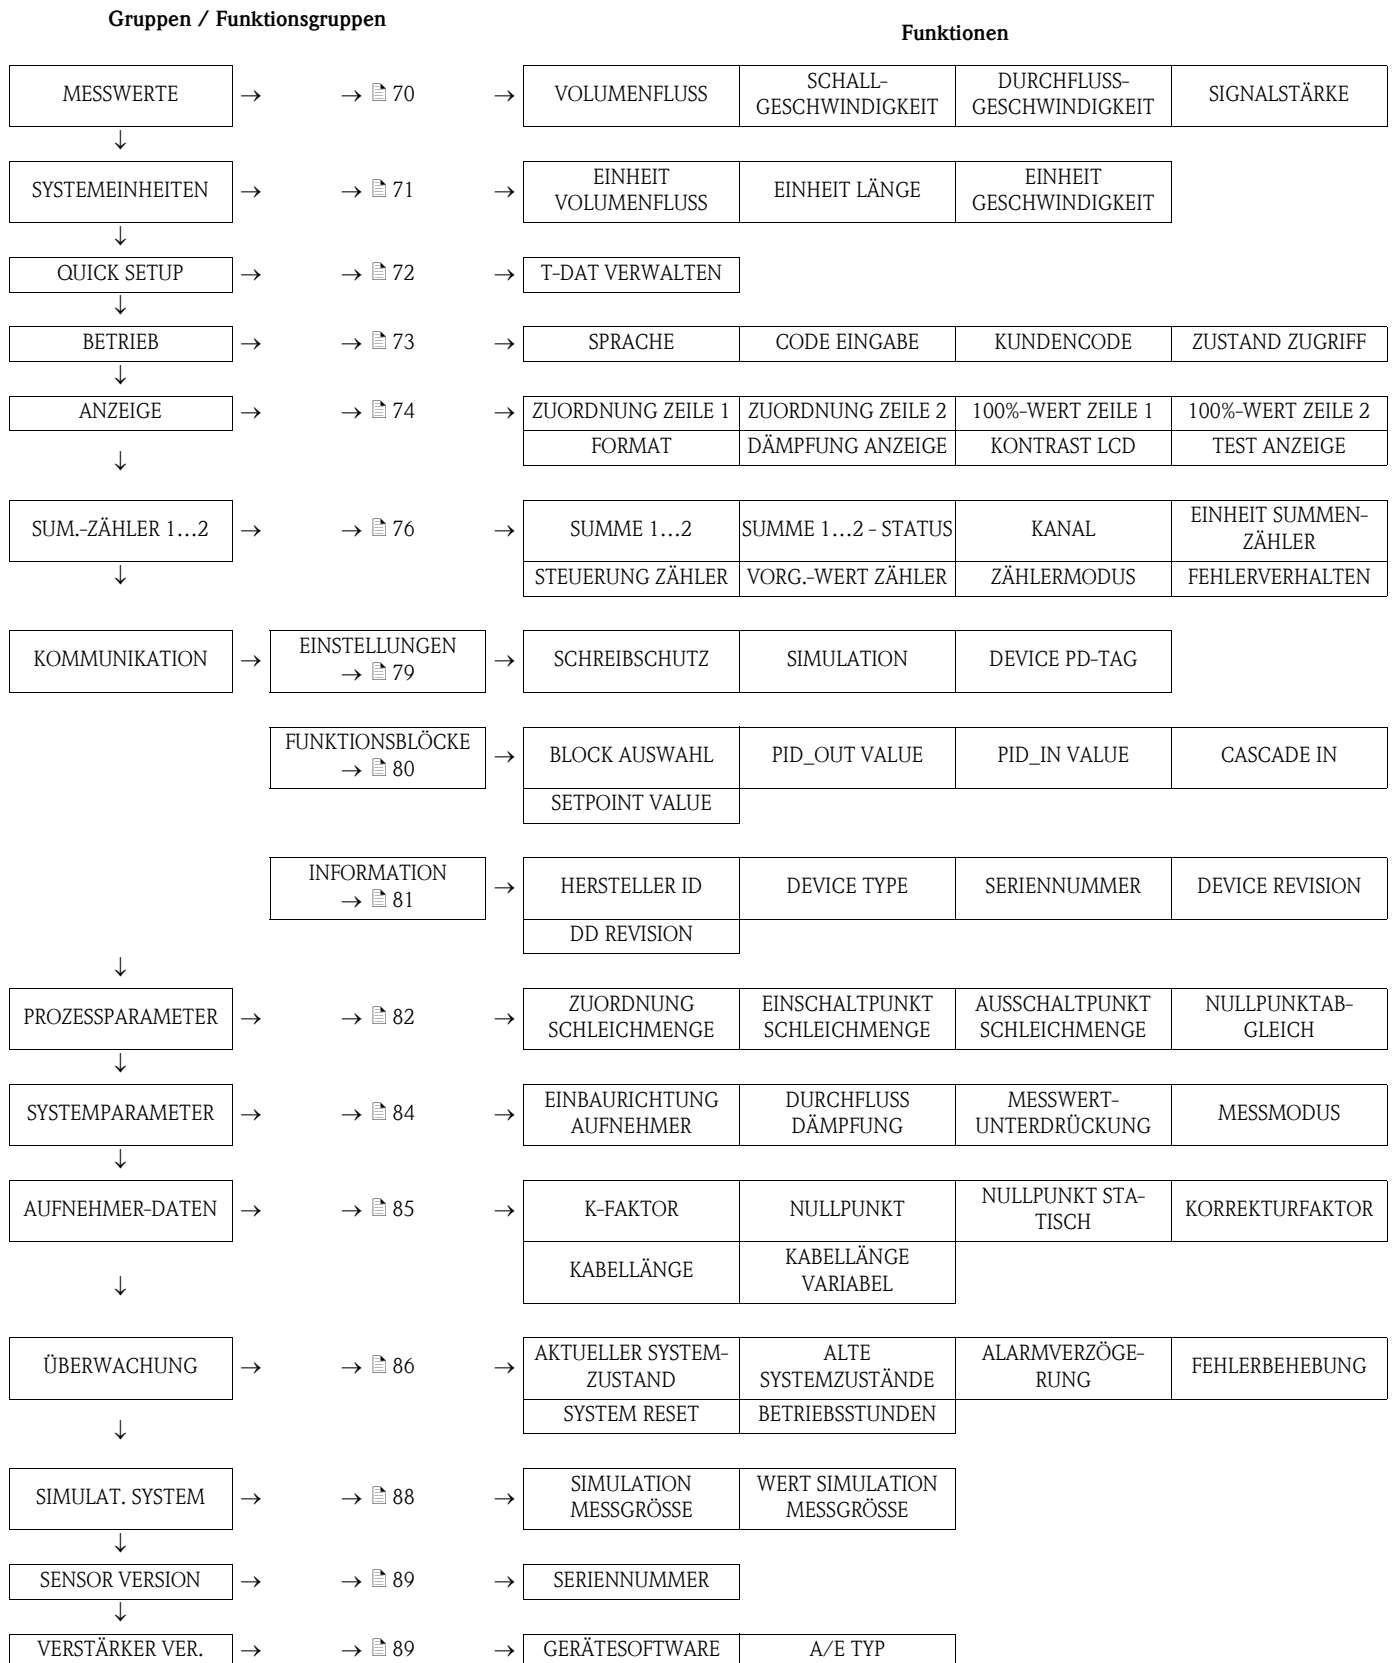 Gruppen / Funktionsgruppen
Funktionen
MESSWERTE → → 70 → VOLUMENFLUSS SCHALL- DURCHFLUSS- SIGNALSTÄRKE
GESCHWINDIGKEIT GESCHWINDIGKEIT
↓
SYSTEMEINHEITEN → → 71 → EINHEIT EINHEIT LÄNGE EINHEIT
VOLUMENFLUSS GESCHWINDIGKEIT
↓
QUICK SETUP → → 72 → T-DAT VERWALTEN
↓
BETRIEB → → 73 → SPRACHE CODE EINGABE KUNDENCODE ZUSTAND ZUGRIFF
↓
ANZEIGE → → 74 → ZUORDNUNG ZEILE 1 ZUORDNUNG ZEILE 2 100%-WERT ZEILE 1 100%-WERT ZEILE 2
↓ FORMAT DÄMPFUNG ANZEIGE KONTRAST LCD TEST ANZEIGE
SUM.-ZÄHLER 1…2 → → 76 → SUMME 1…2 SUMME 1…2 - STATUS KANAL EINHEIT SUMMEN-
ZÄHLER
↓ STEUERUNG ZÄHLER VORG.-WERT ZÄHLER ZÄHLERMODUS FEHLERVERHALTEN
KOMMUNIKATION → EINSTELLUNGEN → SCHREIBSCHUTZ SIMULATION DEVICE PD-TAG
→ 79
FUNKTIONSBLÖCKE → BLOCK AUSWAHL PID_OUT VALUE PID_IN VALUE CASCADE IN
→ 80
SETPOINT VALUE
INFORMATION → HERSTELLER ID DEVICE TYPE SERIENNUMMER DEVICE REVISION
→ 81
DD REVISION
↓
PROZESSPARAMETER → → 82 → ZUORDNUNG EINSCHALTPUNKT AUSSCHALTPUNKT NULLPUNKTAB-
SCHLEICHMENGE SCHLEICHMENGE SCHLEICHMENGE GLEICH
↓
SYSTEMPARAMETER → → 84 → EINBAURICHTUNG DURCHFLUSS MESSWERT- MESSMODUS
AUFNEHMER DÄMPFUNG UNTERDRÜCKUNG
↓
AUFNEHMER-DATEN → → 85 → K-FAKTOR NULLPUNKT NULLPUNKT STA- KORREKTURFAKTOR
TISCH
↓ KABELLÄNGE KABELLÄNGE
VARIABEL
ÜBERWACHUNG → → 86 → AKTUELLER SYSTEM- ALTE ALARMVERZÖGE- FEHLERBEHEBUNG
ZUSTAND SYSTEMZUSTÄNDE RUNG
↓ SYSTEM RESET BETRIEBSSTUNDEN
SIMULAT. SYSTEM → → 88 → SIMULATION WERT SIMULATION
MESSGRÖSSE MESSGRÖSSE
↓
SENSOR VERSION → → 89 → SERIENNUMMER
↓
VERSTÄRKER VER. → → 89 → GERÄTESOFTWARE A/E TYP